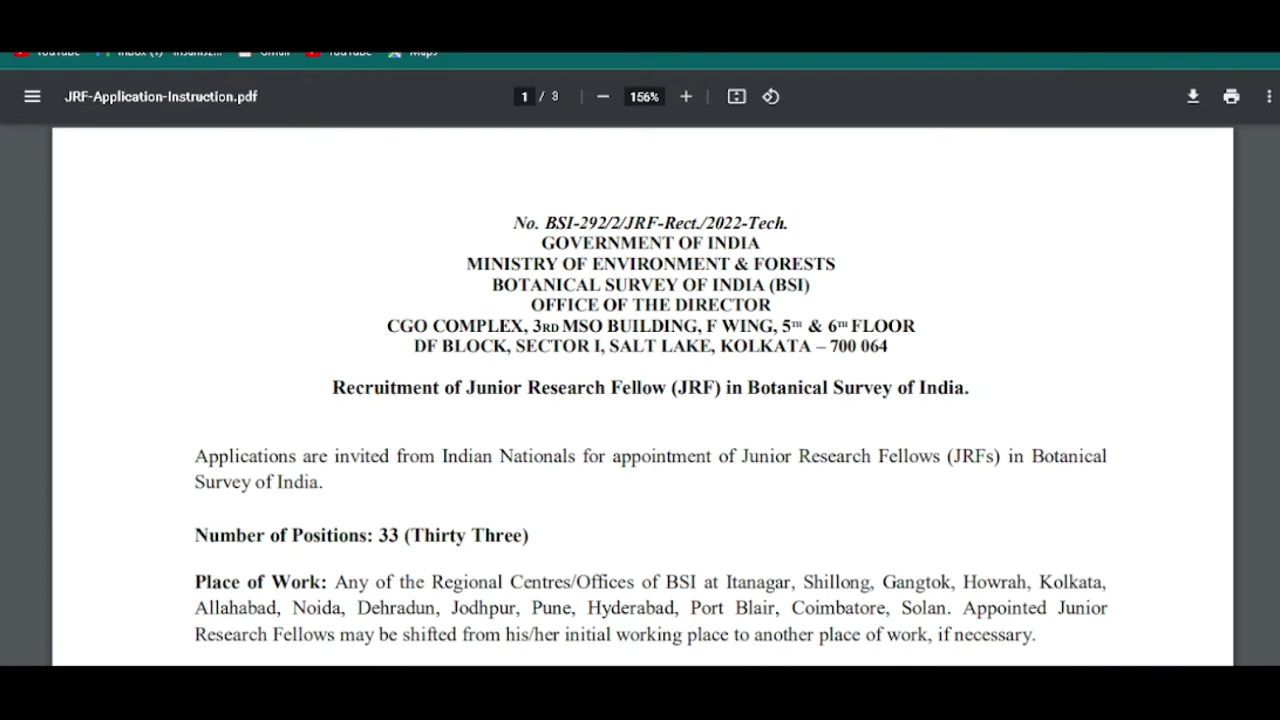 YouTube Gmail YouTube Maps
JRF-Application-Instruction.pdf 1 / 3 156%
No. BSI-292/2/JRF-Rect./2022-Tech.
GOVERNMENT OF INDIA
MINISTRY OF ENVIRONMENT & FORESTS
BOTANICAL SURVEY OF INDIA (BSI)
OFFICE OF THE DIRECTOR
CGO COMPLEX, 3RD MSO BUILDING, F WING, 5TH & 6TH FLOOR
DF BLOCK, SECTOR I, SALT LAKE, KOLKATA – 700 064
Recruitment of Junior Research Fellow (JRF) in Botanical Survey of India.
Applications are invited from Indian Nationals for appointment of Junior Research Fellows (JRFs) in Botanical
Survey of India.
Number of Positions: 33 (Thirty Three)
Place of Work: Any of the Regional Centres/Offices of BSI at Itanagar, Shillong, Gangtok, Howrah, Kolkata,
Allahabad, Noida, Dehradun, Jodhpur, Pune, Hyderabad, Port Blair, Coimbatore, Solan. Appointed Junior
Research Fellows may be shifted from his/her initial working place to another place of work, if necessary.